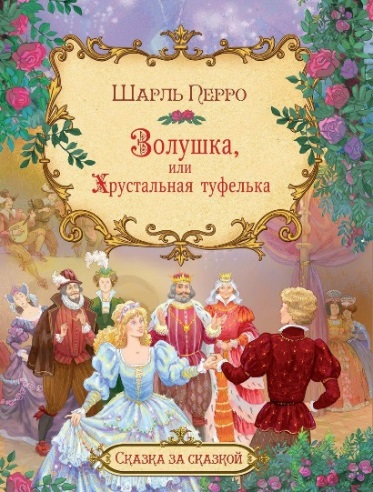 Шарль Перро
Золушка,
или
Хрустальная туфелька
Сказка за сказкой